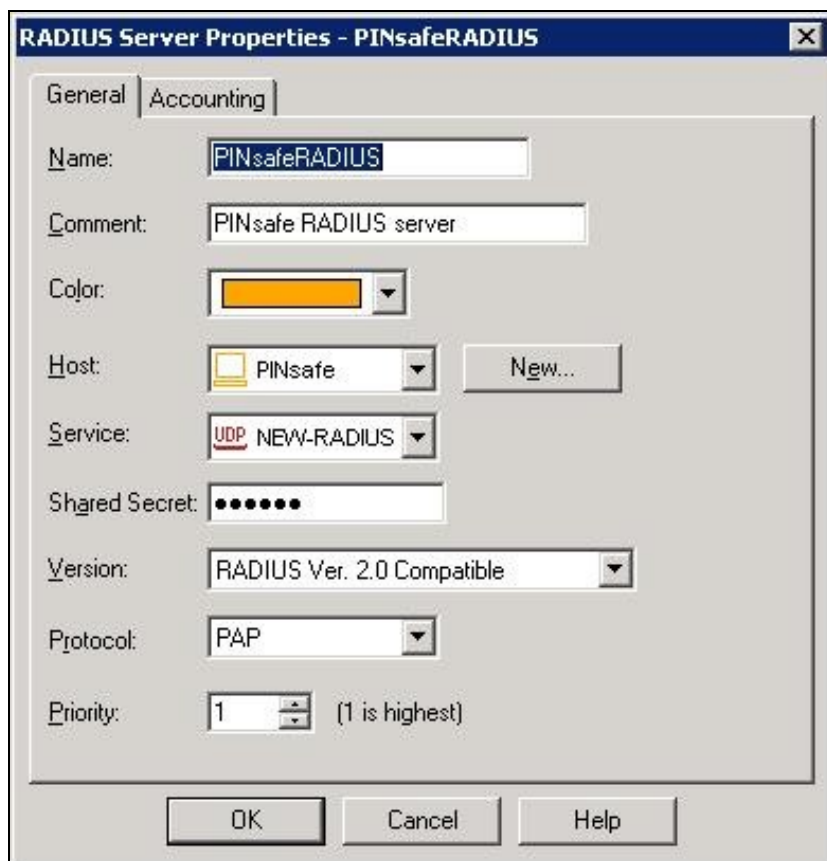 RADIUS Server Properties - PINsafeRADIUS
General Accounting
Name: PINsafeRADIUS
Comment: PINsafe RADIUS server
Color:
Host: PINsafe New...
Service: UDP NEW-RADIUS
Shared Secret: ●●●●●●
Version: RADIUS Ver. 2.0 Compatible
Protocol: PAP
Priority: 1 (1 is highest)
OK Cancel Help